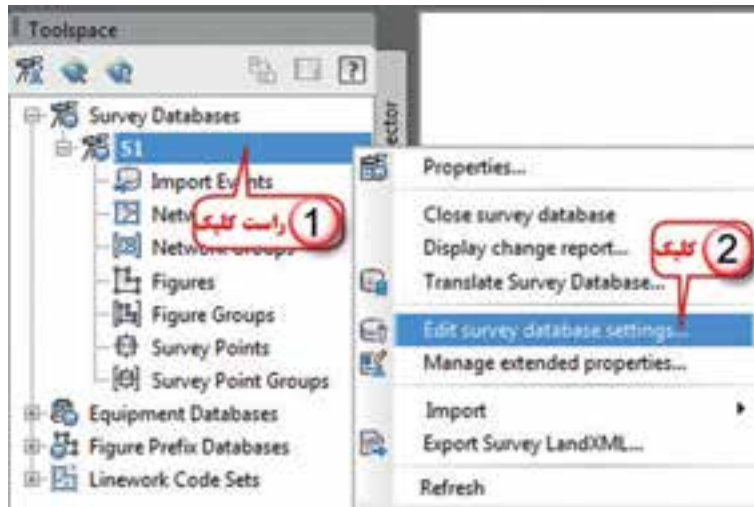 Toolspace
Survey Databases
S1
Import Events
Netw
Network Groups
Figures
Figure Groups
Survey Points
Survey Point Groups
Equipment Databases
Figure Prefix Databases
Linework Code Sets
ector
1 راست کلیک
Properties...
Close survey database
Display change report...
Translate Survey Database...
Edit survey database settings...
Manage extended properties...
Import
Export Survey LandXML...
Refresh
2 کلیک